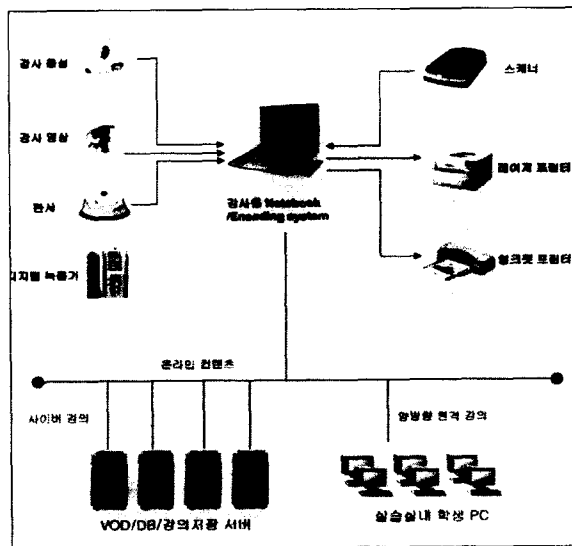 강사 음성
스캐너
강사 영상
레이저 프린터
판서
강사용 Notebook
/Encoding system
디지털 녹음기
잉크젯 프린터
온라인 컨텐츠
사이버 강의
양방향 원격 강의
VOD/DB/강의저장 서버
실습실내 학생 PC